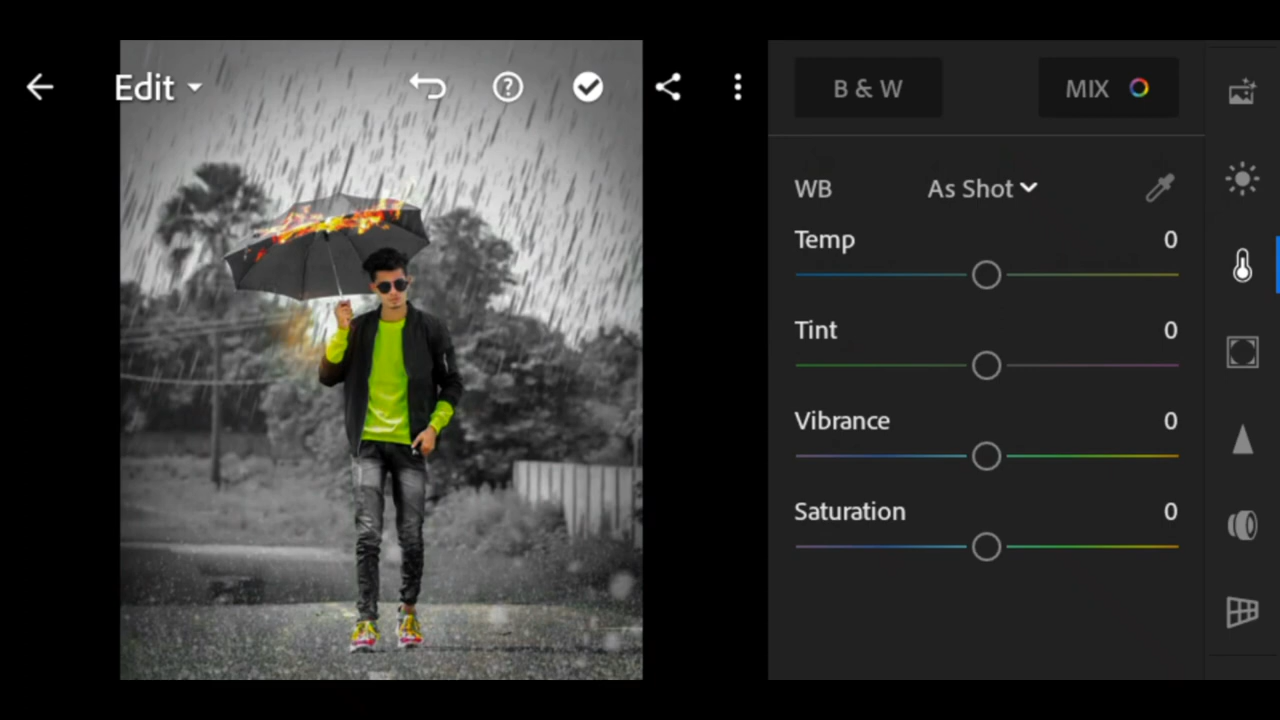 Edit
B & W
MIX
WB
As Shot
Temp
0
Tint
0
Vibrance
0
Saturation
0